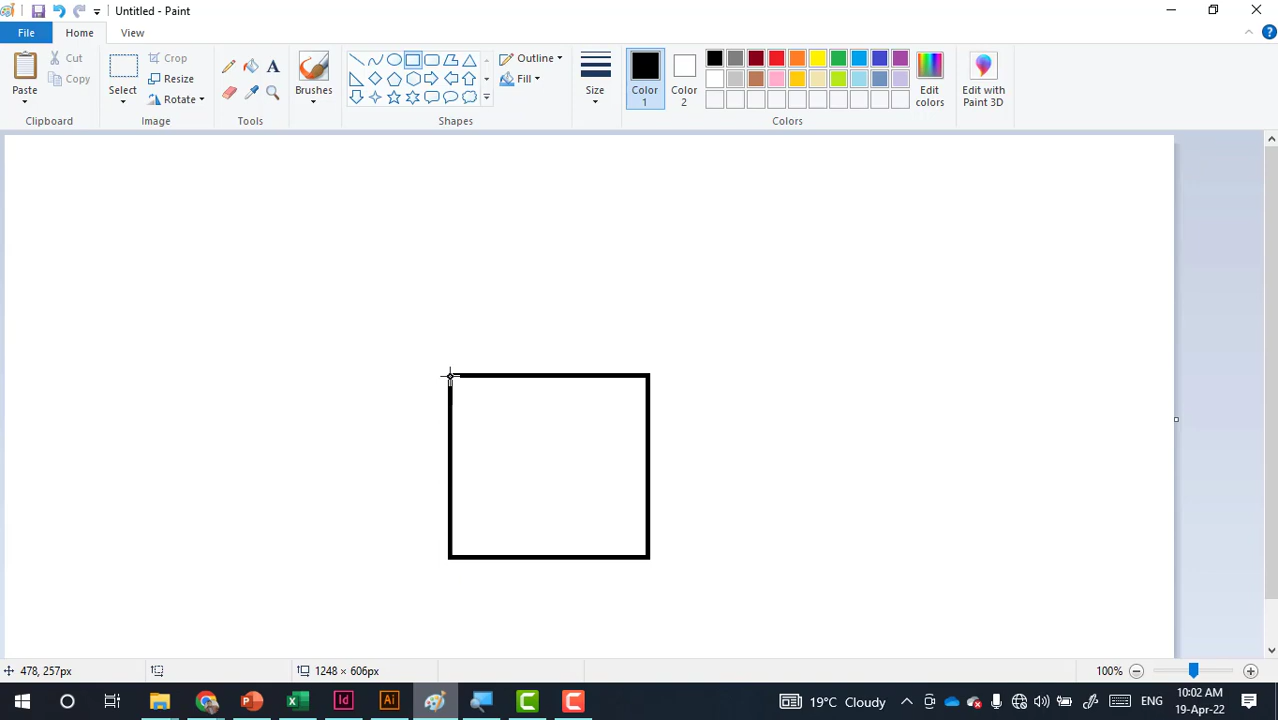 Untitled - Paint
File
Home
View
Paste
Cut
Copy
Clipboard
Select
Crop
Resize
Rotate
Image
A
Tools
Brushes
Outline
Fill
Shapes
Size
Color 1
Color 2
Edit colors
Colors
Edit with Paint 3D
478, 257px
1248 × 606px
100%
19°C Cloudy
ENG
10:02 AM
19-Apr-22